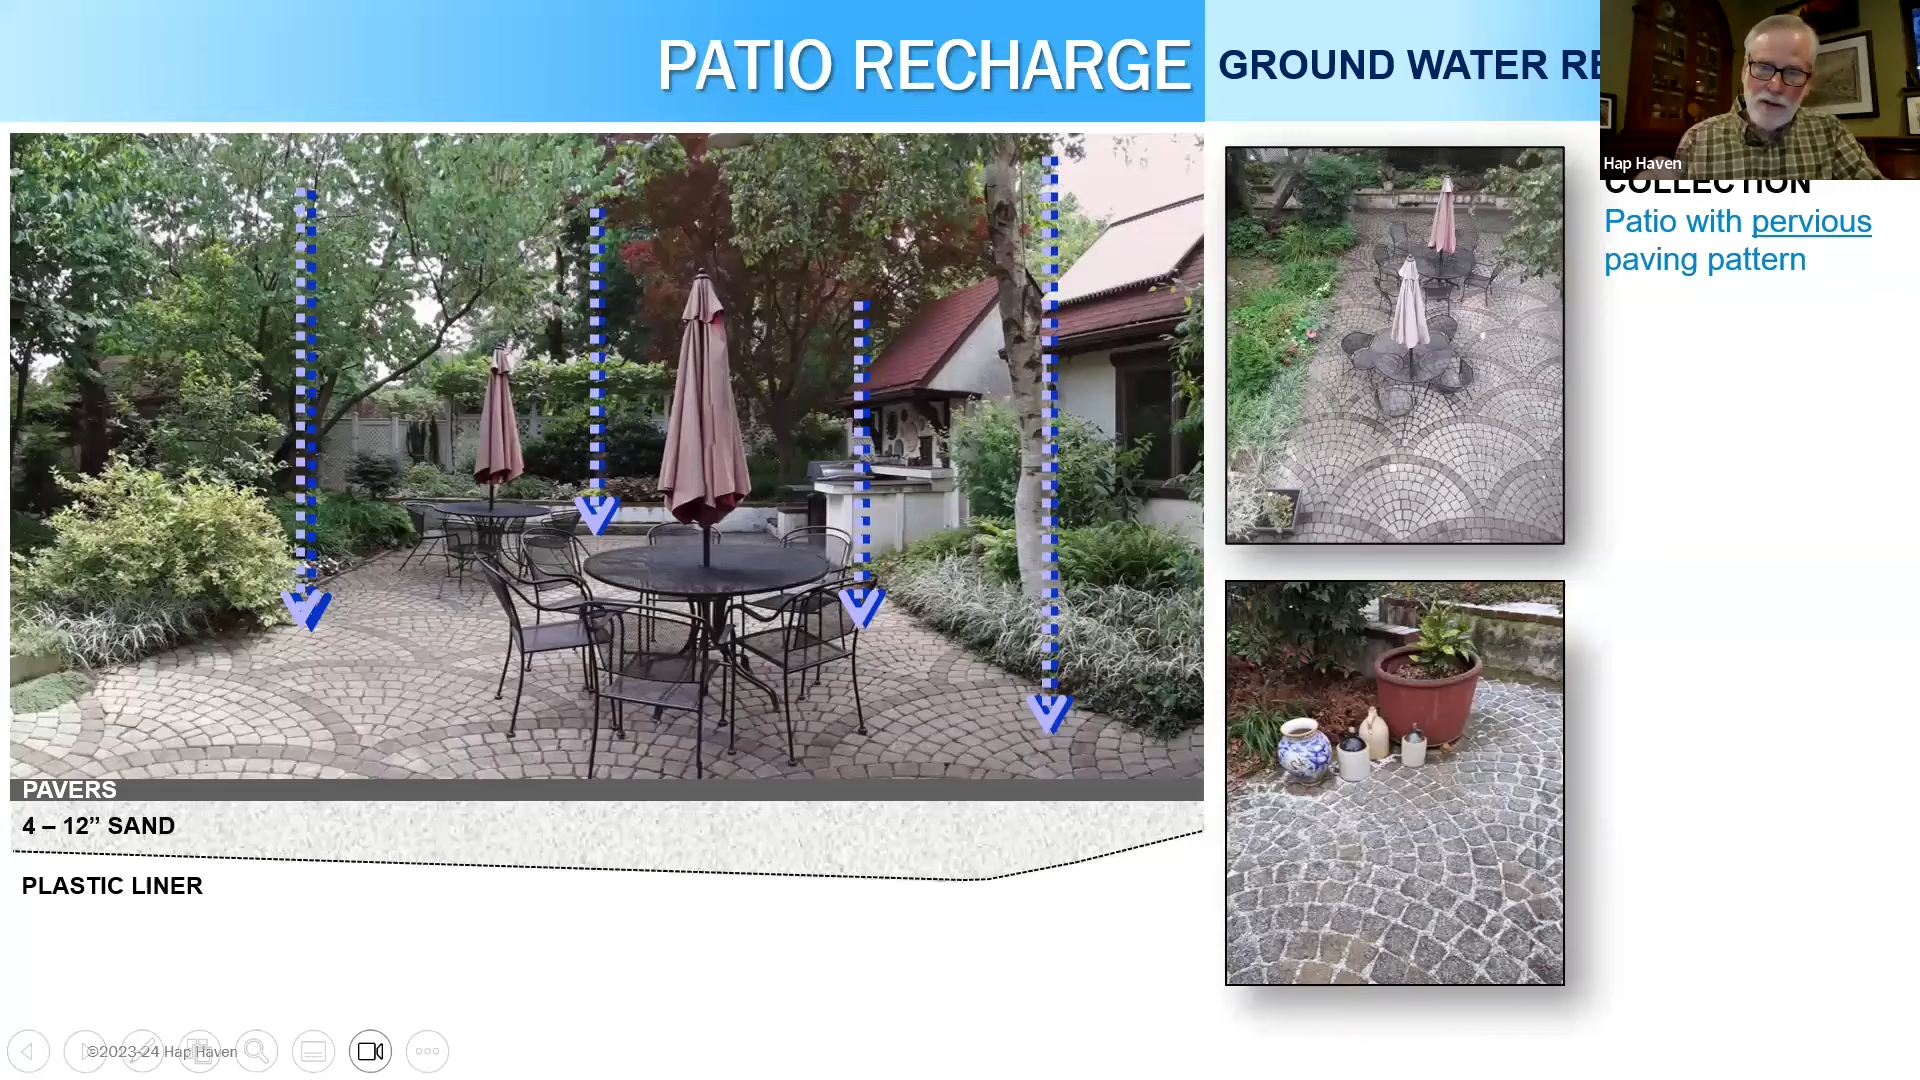 PATIO RECHARGE
GROUND WATER
Hap Haven
COLLECTION
Patio with pervious
paving pattern
PAVERS
4 – 12” SAND
PLASTIC LINER
©2023-24 Hap Haven